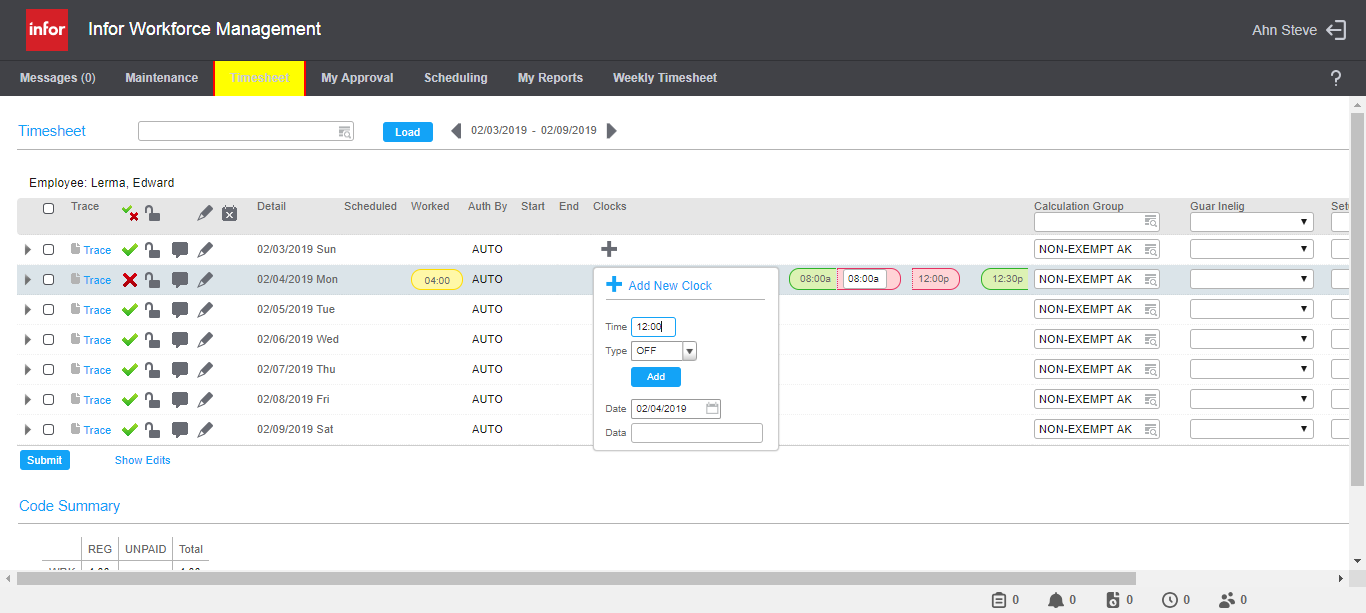 infor Infor Workforce Management Ahn Steve
Messages (0) Maintenance Timesheet My Approval Scheduling My Reports Weekly Timesheet ?
Timesheet Load 02/03/2019 - 02/09/2019
Employee: Lerma, Edward
Trace Detail Scheduled Worked Auth By Start End Clocks Calculation Group Guar Inelig
Trace 02/03/2019 Sun AUTO NON-EXEMPT AK
Trace 02/04/2019 Mon 04:00 AUTO 08:00a 08:00a 12:00p 12:30p NON-EXEMPT AK
Add New Clock
Trace 02/05/2019 Tue AUTO NON-EXEMPT AK
Time 12:00
Trace 02/06/2019 Wed AUTO NON-EXEMPT AK
Type OFF
Trace 02/07/2019 Thu AUTO NON-EXEMPT AK
Add
Trace 02/08/2019 Fri AUTO NON-EXEMPT AK
Date 02/04/2019
Trace 02/09/2019 Sat AUTO NON-EXEMPT AK
Data
Submit Show Edits
Code Summary
REG UNPAID Total
0 0 0 0 0